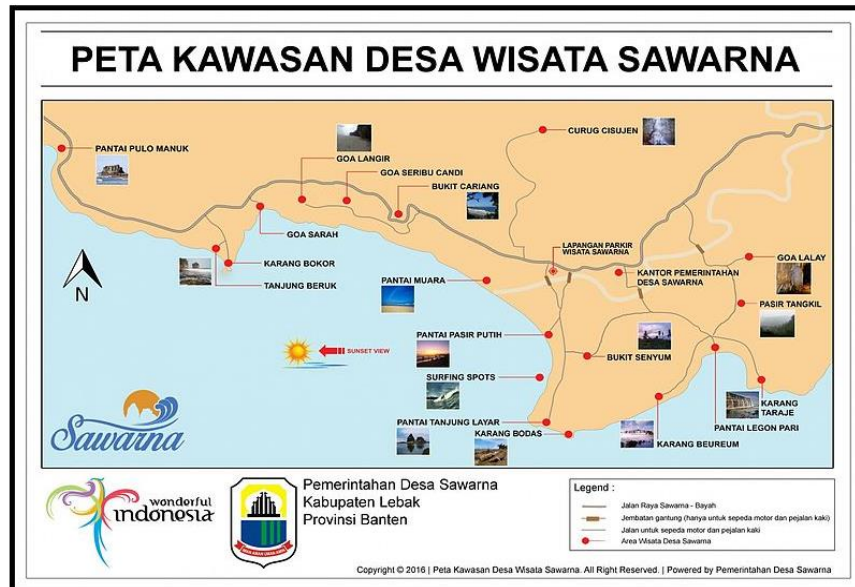 PETA KAWASAN DESA WISATA SAWARNA
PANTAI PULO MANUK
GOA LANGIR
GOA SERIBU CANDI
BUKIT CARIANG
CURUG CISUJEN
GOA SARAH
KARANG BOKOR
TANJUNG BERUK
LAPANGAN PARKIR
WISATA SAWARNA
GOA LALAY
KANTOR PEMERINTAHAN
DESA SAWARNA
PANTAI MUARA
PASIR TANGKIL
N
PANTAI PASIR PUTIH
SUNSET VIEW
BUKIT SENYUM
SURFING SPOTS
KARANG
TARAJE
PANTAI TANJUNG LAYAR
PANTAI LEGON PARI
KARANG BODAS
KARANG BEUREUM
Sawarna
wonderful
indonesia
Pemerintahan Desa Sawarna
Kabupaten Lebak
Provinsi Banten
Legend :
Jalan Raya Sawarna - Bayah
Jembatan gantung (hanya untuk sepeda motor dan pejalan kaki)
Jalan untuk sepeda motor dan pejalan kaki
Area Wisata Desa Sawarna
Copyright © 2016 | Peta Kawasan Desa Wisata Sawarna. All Right Reserved. | Powered by Pemerintahan Desa Sawarna